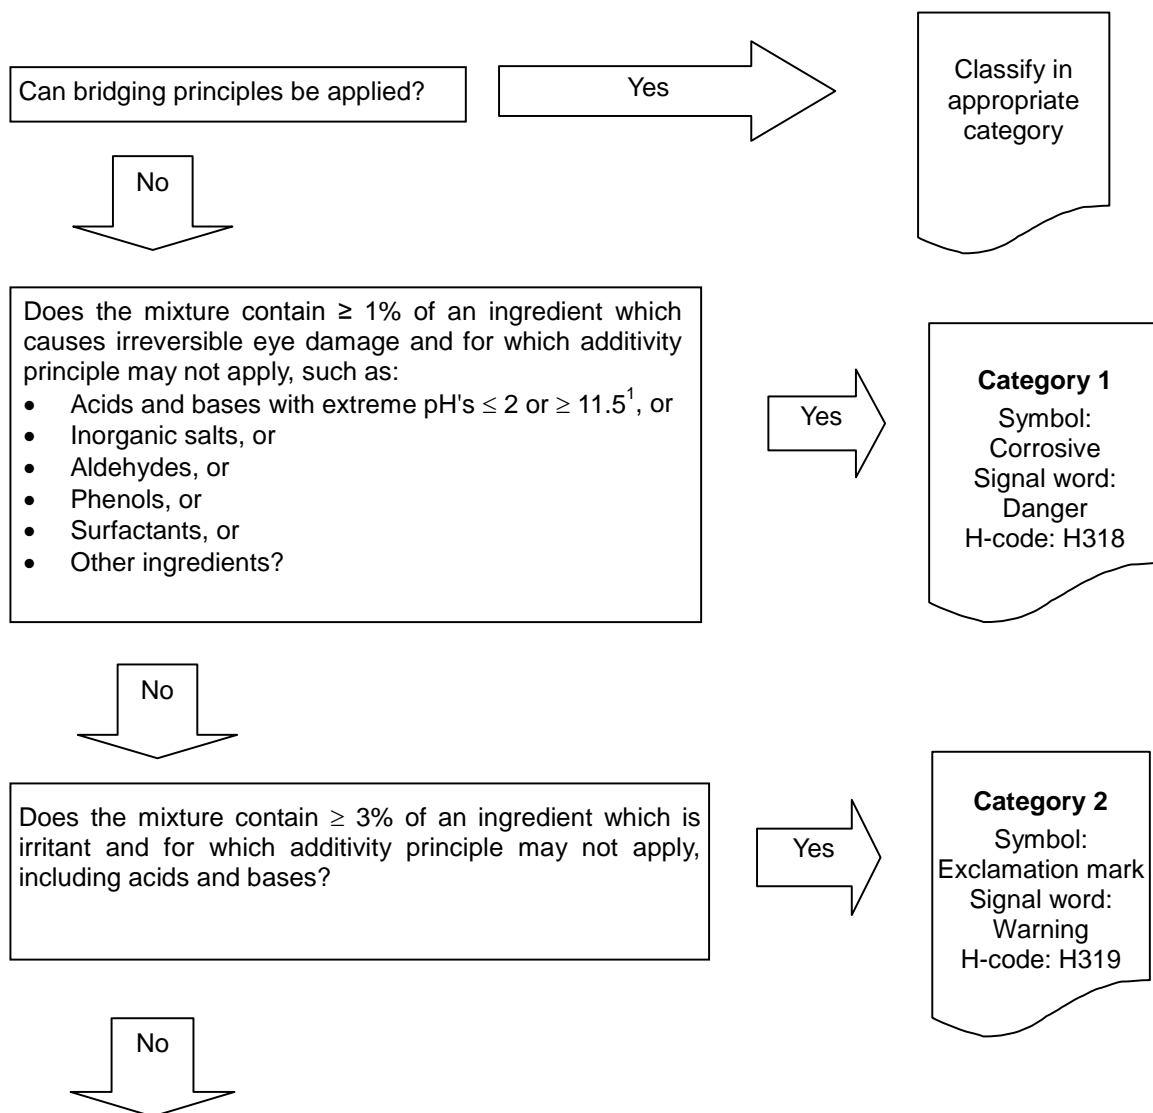 Can bridging principles be applied?
Yes
Classify in
appropriate
category
No
Does the mixture contain ≥ 1% of an ingredient which
causes irreversible eye damage and for which additivity
principle may not apply, such as:
• Acids and bases with extreme pH's ≤ 2 or ≥ 11.5¹, or
• Inorganic salts, or
• Aldehydes, or
• Phenols, or
• Surfactants, or
• Other ingredients?
Yes
Category 1
Symbol:
Corrosive
Signal word:
Danger
H-code: H318
No
Does the mixture contain ≥ 3% of an ingredient which is
irritant and for which additivity principle may not apply,
including acids and bases?
Yes
Category 2
Symbol:
Exclamation mark
Signal word:
Warning
H-code: H319
No